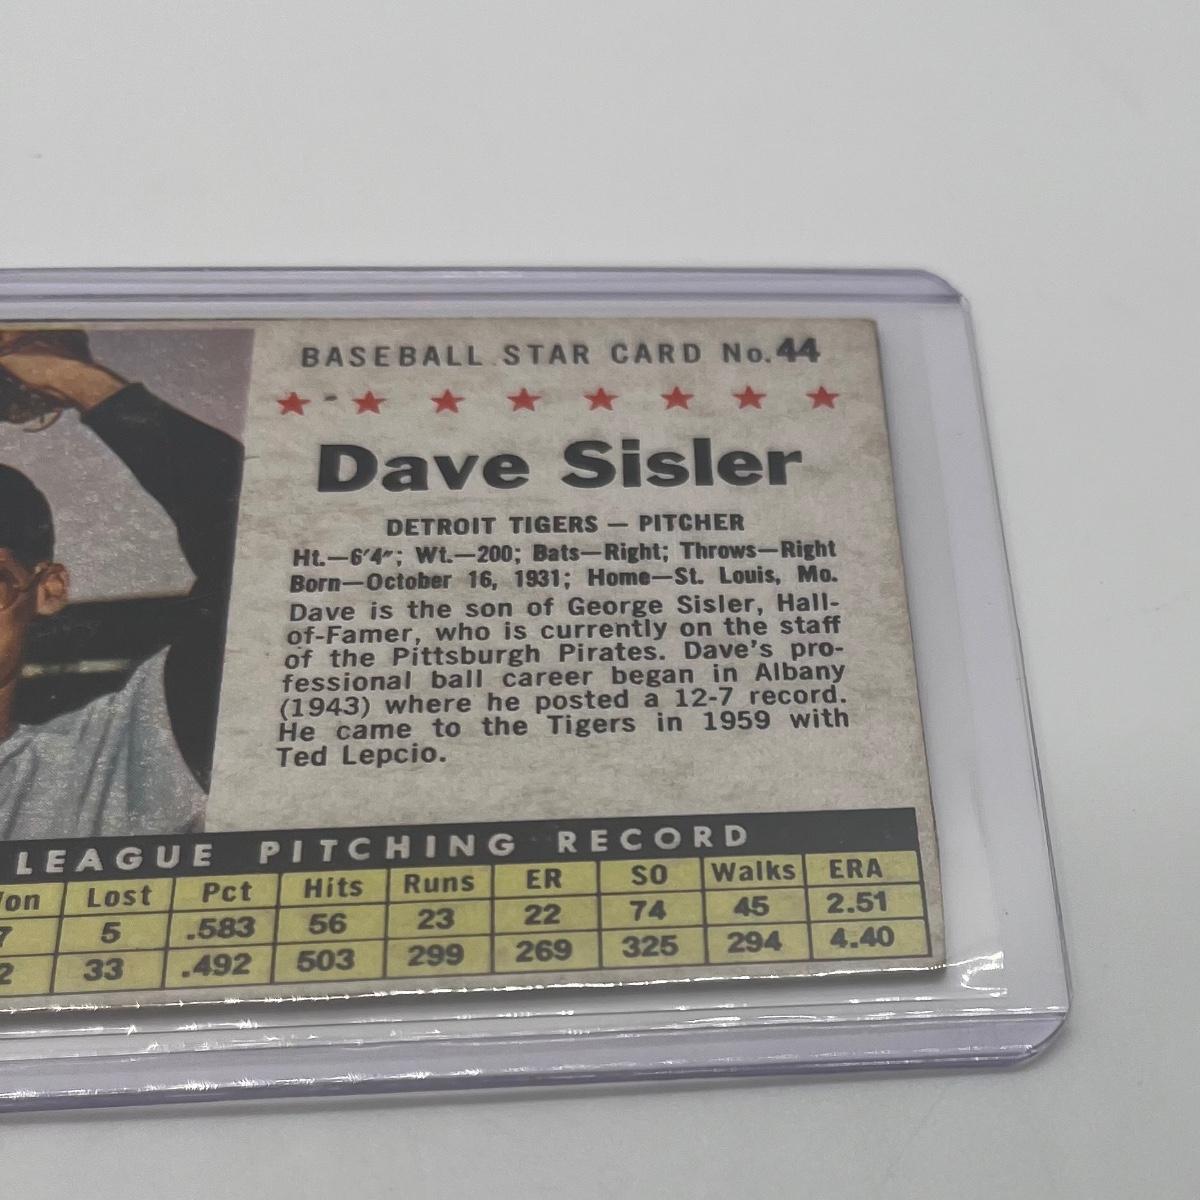 BASEBALL STAR CARD No. 44
Dave Sisler
DETROIT TIGERS — PITCHER
Ht.—6'4"; Wt.—200; Bats—Right; Throws—Right
Born—October 16, 1931; Home—St. Louis, Mo.
Dave is the son of George Sisler, Hall-
of-Famer, who is currently on the staff
of the Pittsburgh Pirates. Dave's pro-
fessional ball career began in Albany
(1943) where he posted a 12-7 record.
He came to the Tigers in 1959 with
Ted Lepcio.
LEAGUE PITCHING RECORD
on Lost Pct Hits Runs ER SO Walks ERA
7 5 .583 56 23 22 74 45 2.51
2 33 .492 503 299 269 325 294 4.40